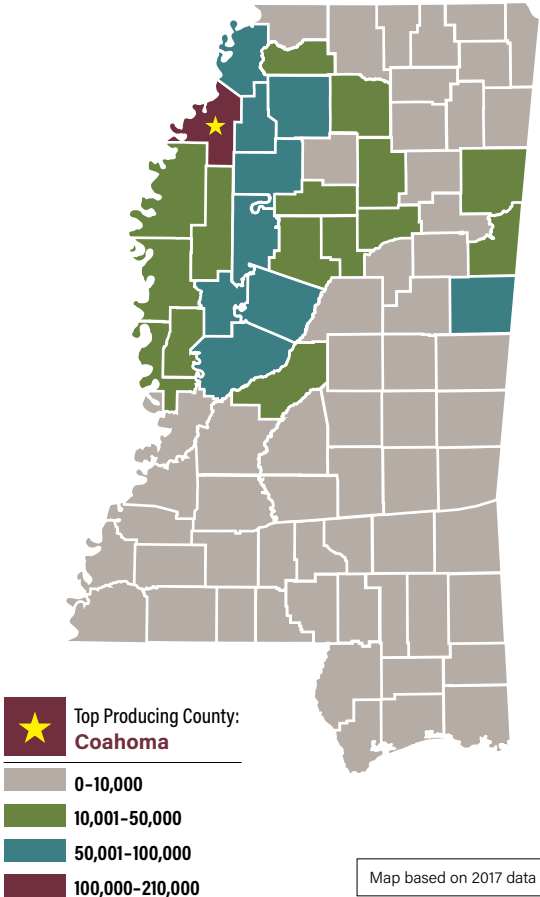 Top Producing County:
Coahoma
0–10,000
10,001–50,000
50,001–100,000
100,000–210,000
Map based on 2017 data